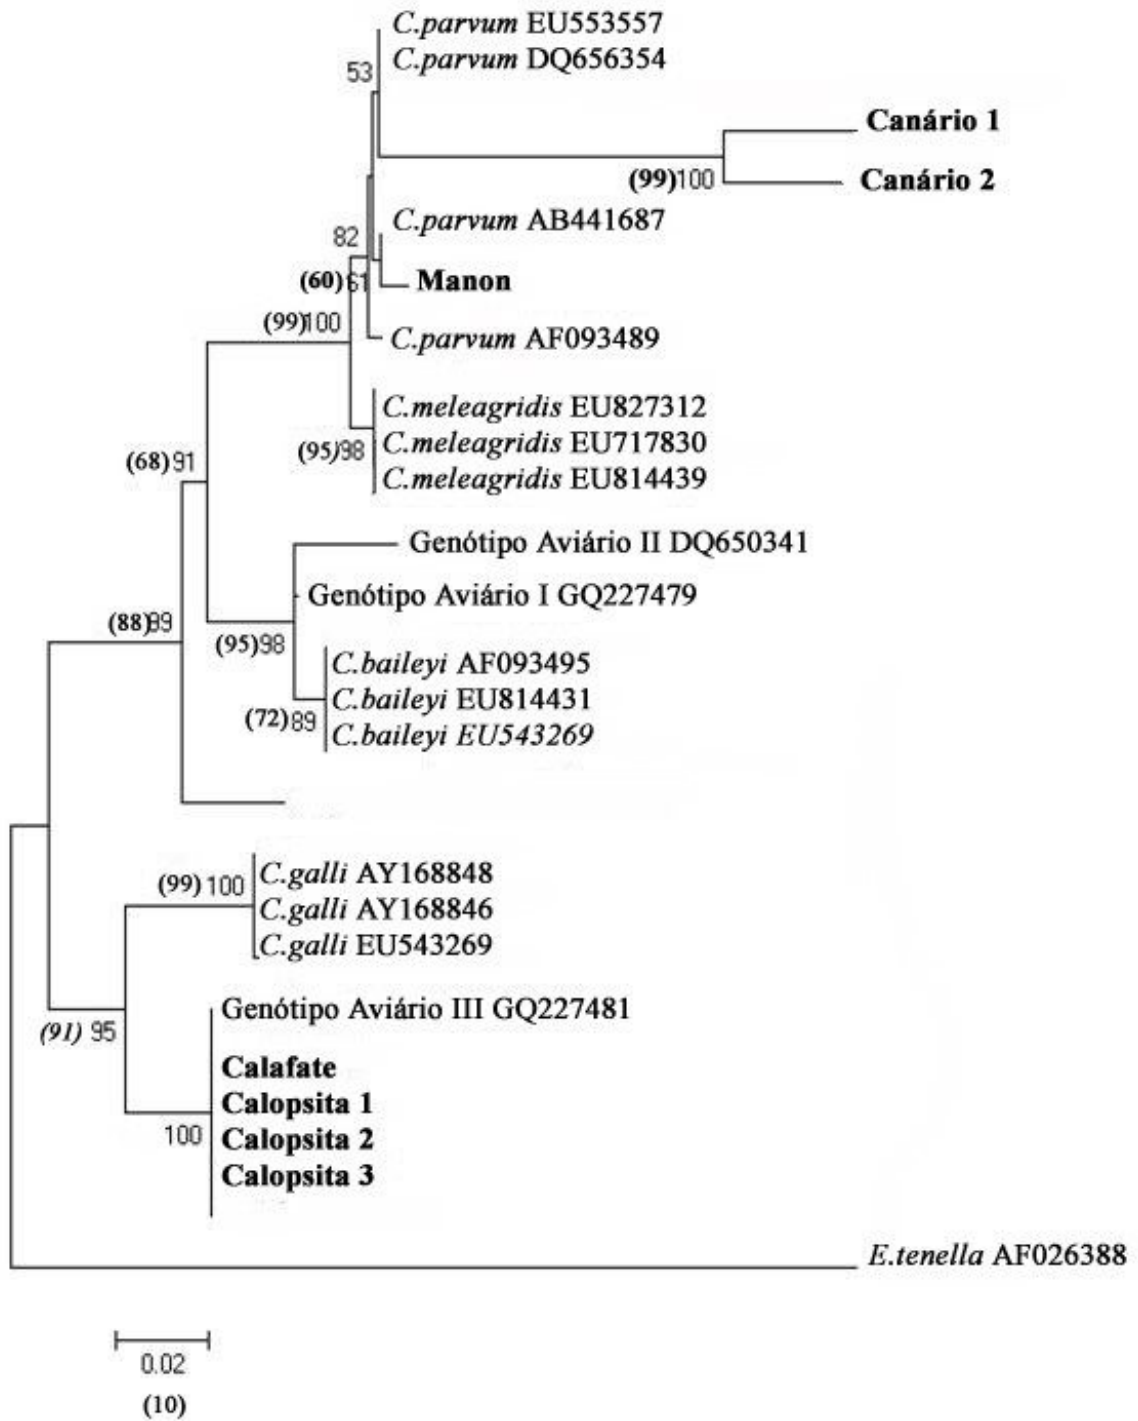 C.parvum EU553557
C.parvum DQ656354
53
Canário 1
(99)100
Canário 2
C.parvum AB441687
82
(60)61
Manon
(99)100
C.parvum AF093489
C.meleagridis EU827312
C.meleagridis EU717830
(95)98
C.meleagridis EU814439
(68)91
Genótipo Aviário II DQ650341
Genótipo Aviário I GQ227479
(88)
(95)98
C.baileyi AF093495
C.baileyi EU814431
(72)89
C.baileyi EU543269
C.galli AY168848
(99)100
C.galli AY168846
C.galli EU543269
Genótipo Aviário III GQ227481
(91) 95
Calafate
Calopsita 1
100
Calopsita 2
Calopsita 3
E.tenella AF026388
0.02
(10)